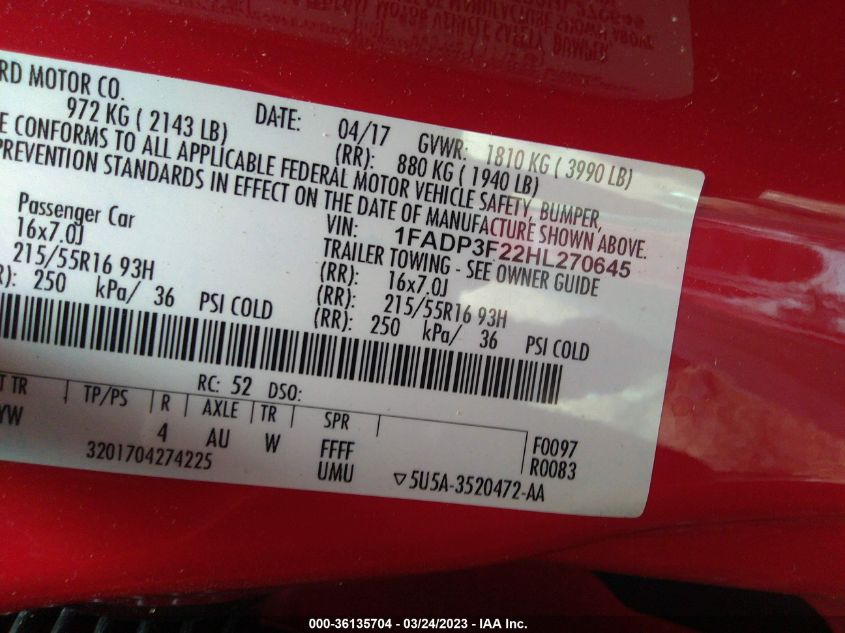 RD MOTOR CO.
DATE: 04/17 GVWR: 1810 KG ( 3990 LB)
972 KG ( 2143 LB) (RR): 880 KG ( 1940 LB)
E CONFORMS TO ALL APPLICABLE FEDERAL MOTOR VEHICLE SAFETY, BUMPER,
PREVENTION STANDARDS IN EFFECT ON THE DATE OF MANUFACTURE SHOWN ABOVE.
VIN: 1FADP3F22HL270645
Passenger Car TRAILER TOWING - SEE OWNER GUIDE
16x7.0J (RR): 16x7.0J
215/55R16 93H (RR): 215/55R16 93H
R): 250 kPa/ 36 PSI COLD (RR): 250 kPa/ 36 PSI COLD
RC: 52 DSO:
T TR TP/PS R AXLE TR SPR
YW 4 AU W FFFF F0097
3201704274225 UMU R0083
5U5A-3520472-AA
000-36135704 - 03/24/2023 - IAA Inc.